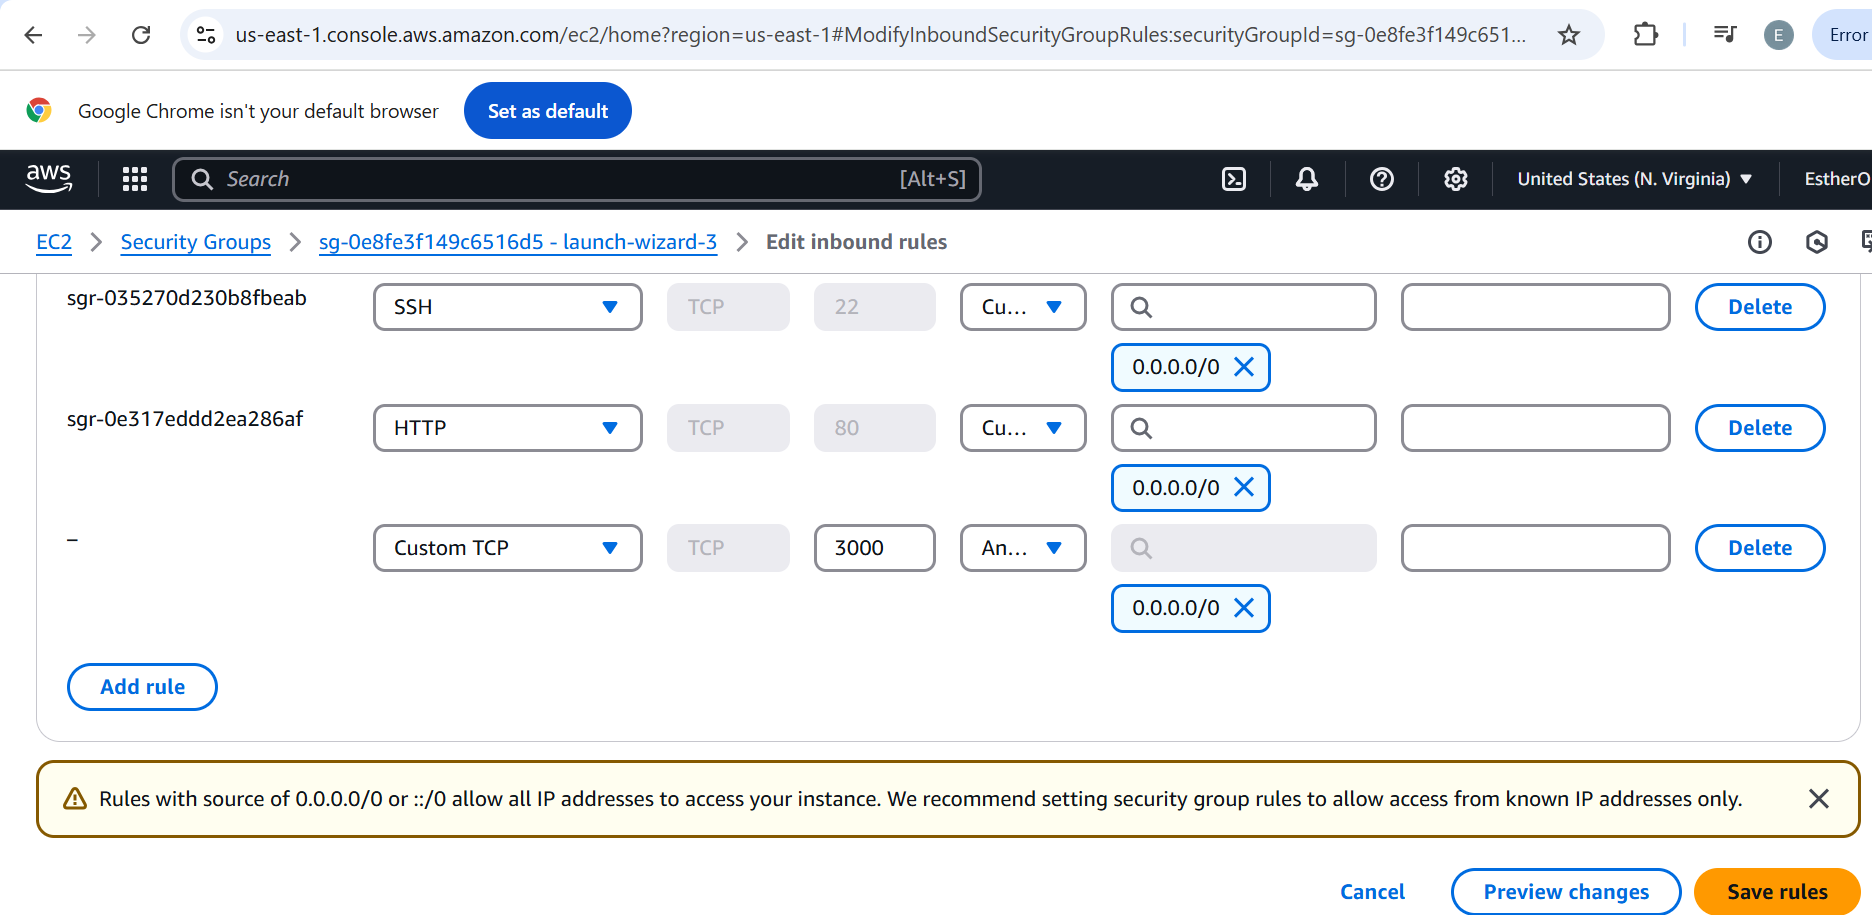 us-east-1.console.aws.amazon.com/ec2/home?region=us-east-1#ModifyInboundSecurityGroupRules:securityGroupId=sg-0e8fe3f149c651...
E
Error
Google Chrome isn't your default browser
Set as default
aws
Search
[Alt+S]
United States (N. Virginia)
EstherO
EC2 > Security Groups > sg-0e8fe3f149c6516d5 - launch-wizard-3 > Edit inbound rules
sgr-035270d230b8fbeab
SSH
TCP
22
Cu...
Delete
0.0.0.0/0
sgr-0e317eddd2ea286af
HTTP
TCP
80
Cu...
Delete
0.0.0.0/0
–
Custom TCP
TCP
3000
An...
Delete
0.0.0.0/0
Add rule
Rules with source of 0.0.0.0/0 or ::/0 allow all IP addresses to access your instance. We recommend setting security group rules to allow access from known IP addresses only.
Cancel
Preview changes
Save rules